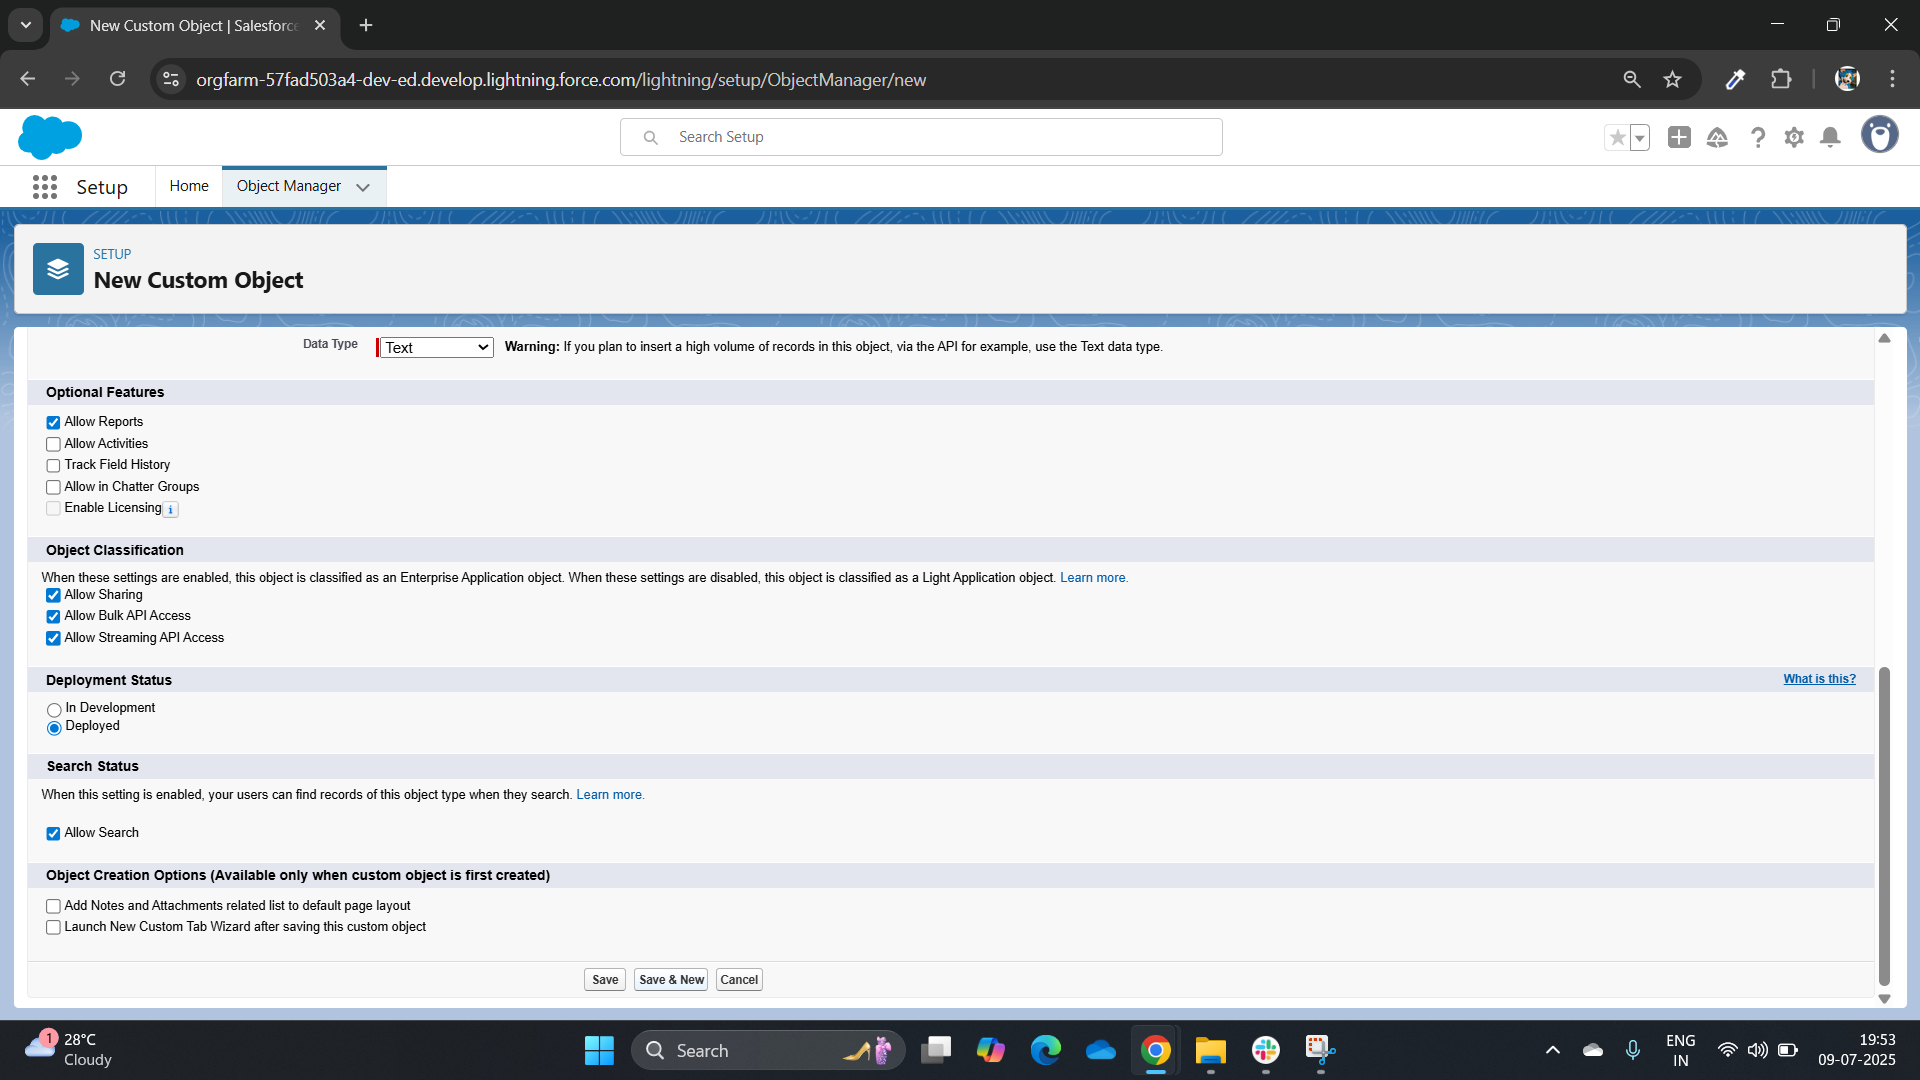 New Custom Object | Salesforce
orgfarm-57fad503a4-dev-ed.develop.lightning.force.com/lightning/setup/ObjectManager/new
Search Setup
Setup
Home
Object Manager
SETUP
New Custom Object
Data Type
Text
Warning: If you plan to insert a high volume of records in this object, via the API for example, use the Text data type.
Optional Features
Allow Reports
Allow Activities
Track Field History
Allow in Chatter Groups
Enable Licensing
i
Object Classification
When these settings are enabled, this object is classified as an Enterprise Application object. When these settings are disabled, this object is classified as a Light Application object. Learn more.
Allow Sharing
Allow Bulk API Access
Allow Streaming API Access
Deployment Status
What is this?
In Development
Deployed
Search Status
When this setting is enabled, your users can find records of this object type when they search. Learn more.
Allow Search
Object Creation Options (Available only when custom object is first created)
Add Notes and Attachments related list to default page layout
Launch New Custom Tab Wizard after saving this custom object
Save
Save & New
Cancel
1
28°C
Cloudy
Search
ENG
IN
19:53
09-07-2025